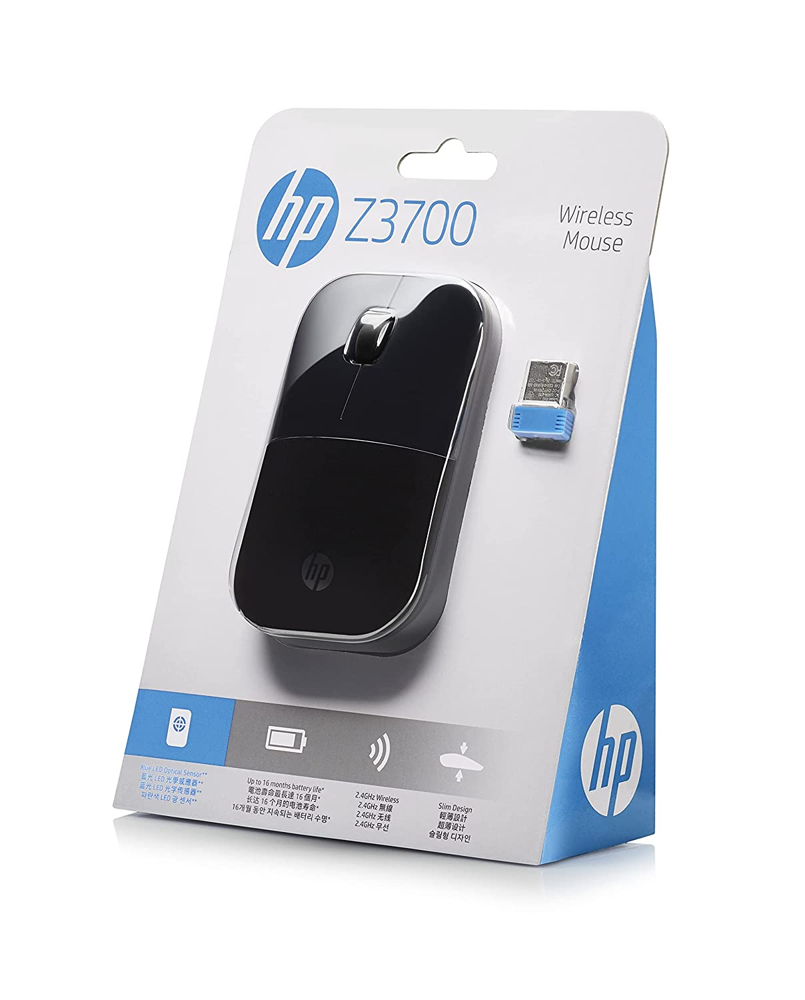 hp Z3700
Wireless
Mouse
FC
hp
hp
Blue LED Optical Sensor**
藍光 LED 光學感應器**
蓝光 LED 光学传感器**
파란색 LED 광 센서**
Up to 16 months battery life*
電池壽命最長達 16 個月*
长达 16 个月的电池寿命*
16개월 동안 지속되는 배터리 수명*
2.4GHz Wireless
2.4GHz 無線
2.4GHz 无线
2.4GHz 무선
Slim Design
輕薄設計
超薄设计
슬림형 디자인